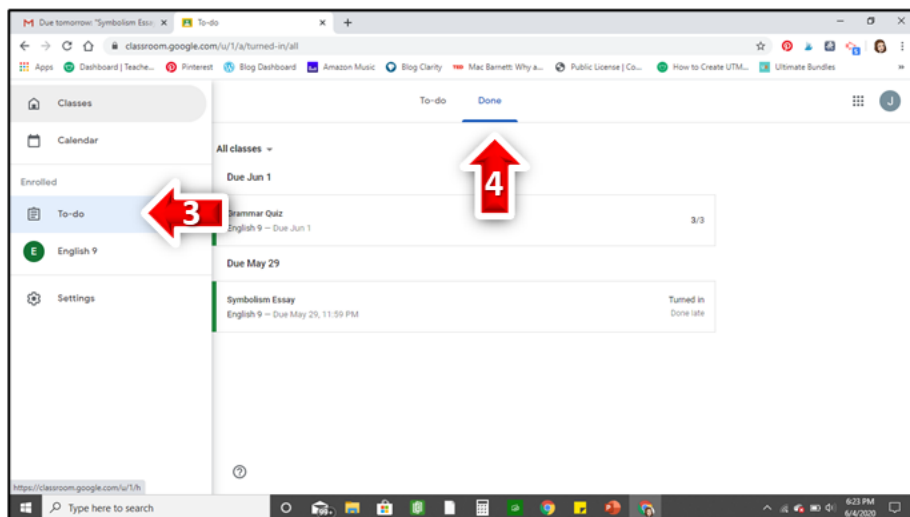 Due tomorrow: "Symbolism Essa
To-do
classroom.google.com/u/1/a/turned-in/all
Apps
Dashboard | Teache...
Pinterest
Blog Dashboard
Amazon Music
Blog Clarity
Mac Barnett: Why a...
Public License | Co...
How to Create UTM...
Ultimate Bundles
Classes
To-do
Done
J
Calendar
All classes
Enrolled
Due Jun 1
To-do
3
4
Grammar Quiz
3/3
English 9 — Due Jun 1
E
English 9
Due May 29
Settings
Symbolism Essay
Turned in
English 9 — Due May 29, 11:59 PM
Done late
https://classroom.google.com/u/1/h
Type here to search
6:23 PM
6/4/2020